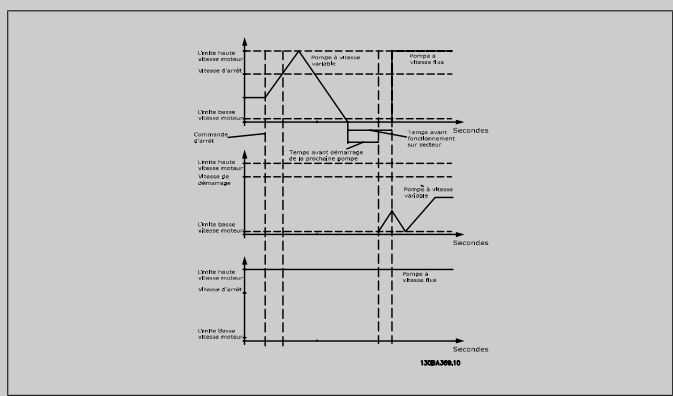 Limite haute
vitesse moteur
Vitesse d'arrêt
Pompe à vitesse
variable
Pompe à
vitesse fixe
Limite basse
vitesse moteur
Secondes
Commande
d'arrêt
Temps avant
fonctionnement
sur secteur
Temps avant démarrage
de la prochaine pompe
Limite haute
vitesse moteur
Vitesse de
démarrage
Pompe à vitesse
variable
Limite basse
vitesse moteur
Secondes
Limite haute
vitesse moteur
Pompe à
vitesse fixe
Vitesse d'arrêt
Limite Basse
vitesse moteur
Secondes
130BA369.10